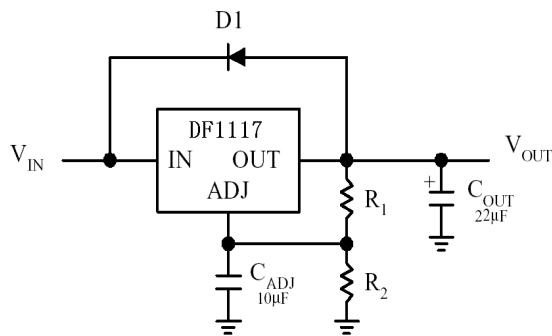 D1
DF1117
V_IN
IN OUT
V_OUT
ADJ
R_1
+
C_OUT
22µF
C_ADJ
10µF
R_2